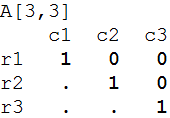 A[3,3]
c1 c2 c3
r1 1 0 0
r2 . 1 0
r3 . . 1